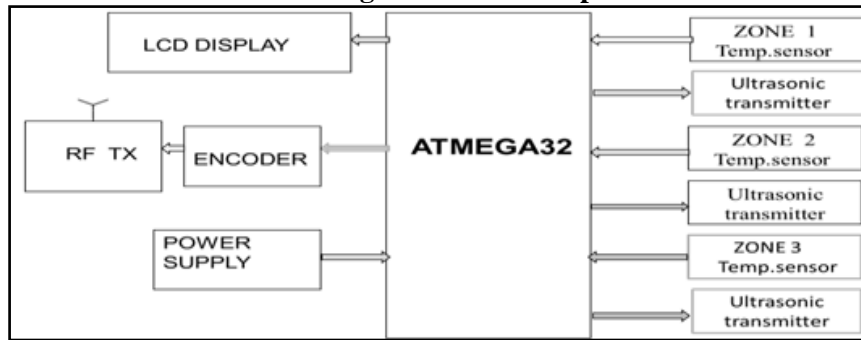 LCD DISPLAY
RF TX
ENCODER
POWER
SUPPLY
ATMEGA32
ZONE 1
Temp.sensor
Ultrasonic
transmitter
ZONE 2
Temp.sensor
Ultrasonic
transmitter
ZONE 3
Temp.sensor
Ultrasonic
transmitter